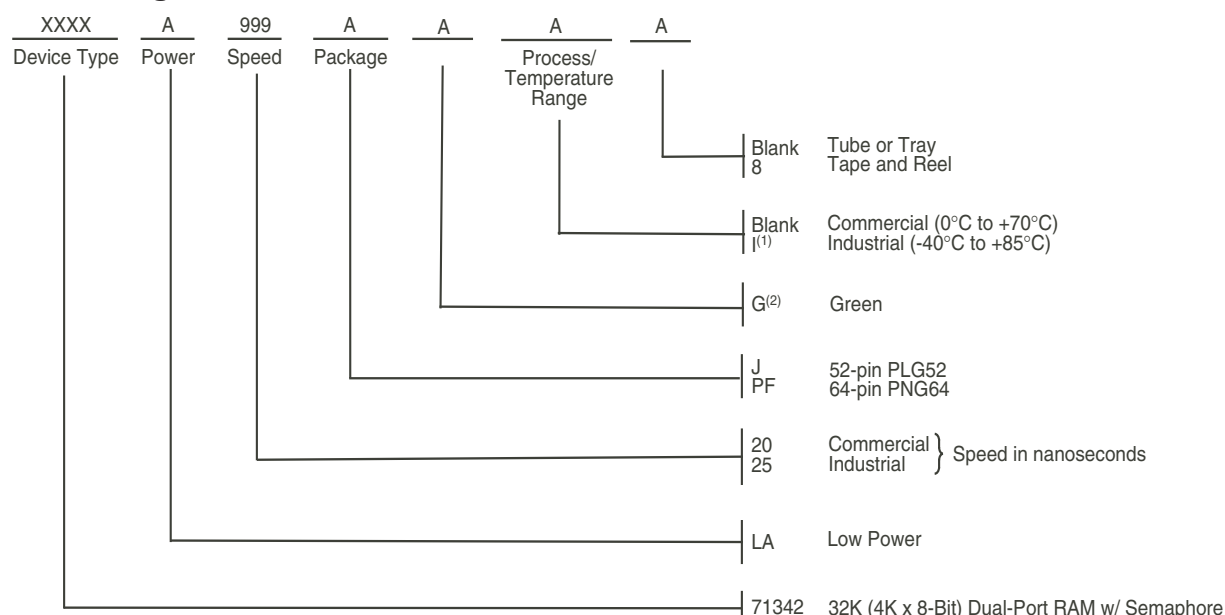 XXXX A 999 A A A A
Device Type Power Speed Package Process/
Temperature
Range
Blank Tube or Tray
8 Tape and Reel
Blank Commercial (0°C to +70°C)
I(1) Industrial (-40°C to +85°C)
G(2) Green
J 52-pin PLG52
PF 64-pin PNG64
20 Commercial
25 Industrial } Speed in nanoseconds
LA Low Power
71342 32K (4K x 8-Bit) Dual-Port RAM w/ Semaphore